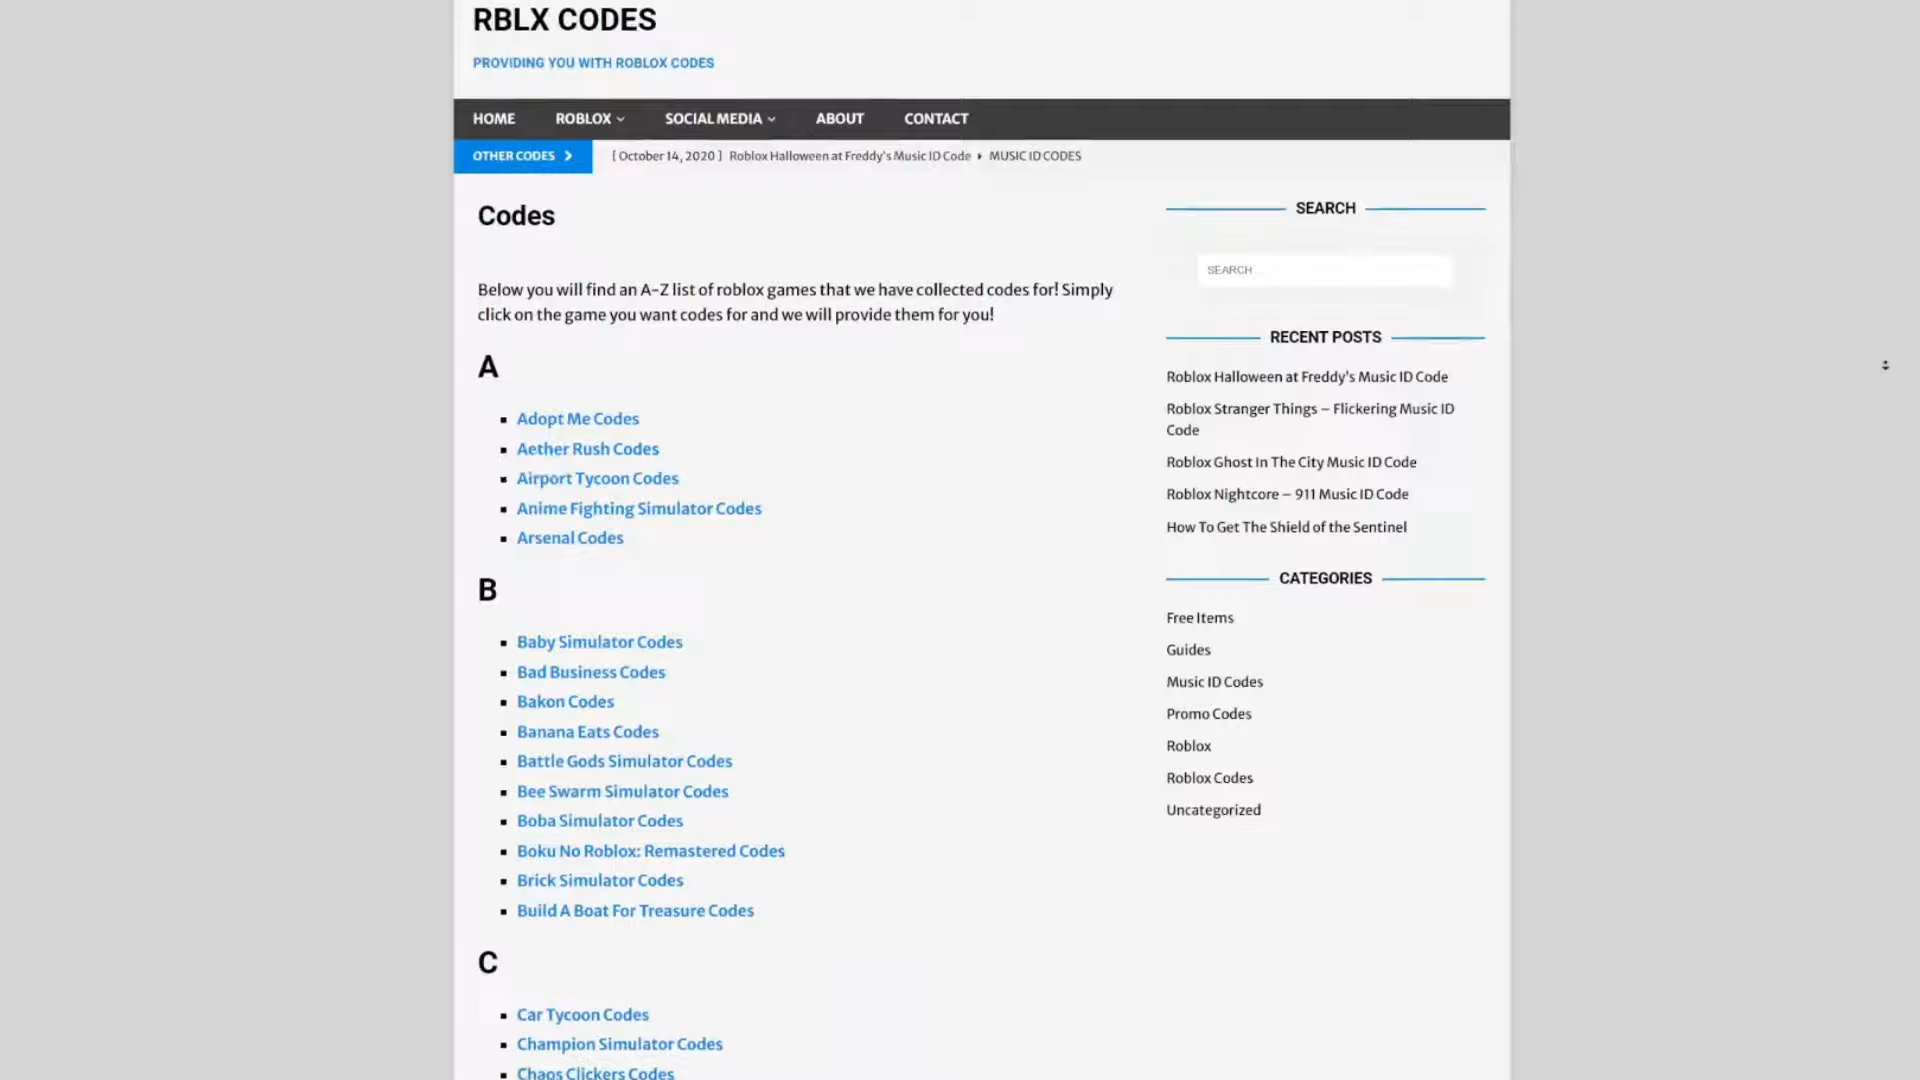 RBLX CODES
PROVIDING YOU WITH ROBLOX CODES
HOME ROBLOX SOCIAL MEDIA ABOUT CONTACT
OTHER CODES [ October 14, 2020 ] Roblox Halloween at Freddy's Music ID Code MUSIC ID CODES
Codes
Below you will find an A-Z list of roblox games that we have collected codes for! Simply
click on the game you want codes for and we will provide them for you!
A
Adopt Me Codes
Aether Rush Codes
Airport Tycoon Codes
Anime Fighting Simulator Codes
Arsenal Codes
B
Baby Simulator Codes
Bad Business Codes
Bakon Codes
Banana Eats Codes
Battle Gods Simulator Codes
Bee Swarm Simulator Codes
Boba Simulator Codes
Boku No Roblox: Remastered Codes
Brick Simulator Codes
Build A Boat For Treasure Codes
C
Car Tycoon Codes
Champion Simulator Codes
Chaos Clickers Codes
SEARCH
SEARCH ...
RECENT POSTS
Roblox Halloween at Freddy's Music ID Code
Roblox Stranger Things – Flickering Music ID
Code
Roblox Ghost In The City Music ID Code
Roblox Nightcore – 911 Music ID Code
How To Get The Shield of the Sentinel
CATEGORIES
Free Items
Guides
Music ID Codes
Promo Codes
Roblox
Roblox Codes
Uncategorized